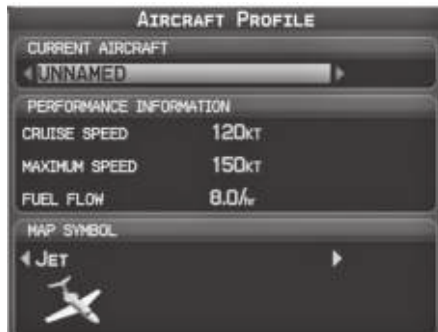 AIRCRAFT PROFILE
CURRENT AIRCRAFT
UNNAMED
PERFORMANCE INFORMATION
CRUISE SPEED 120KT
MAXIMUM SPEED 150KT
FUEL FLOW 8.0/hr
MAP SYMBOL
JET